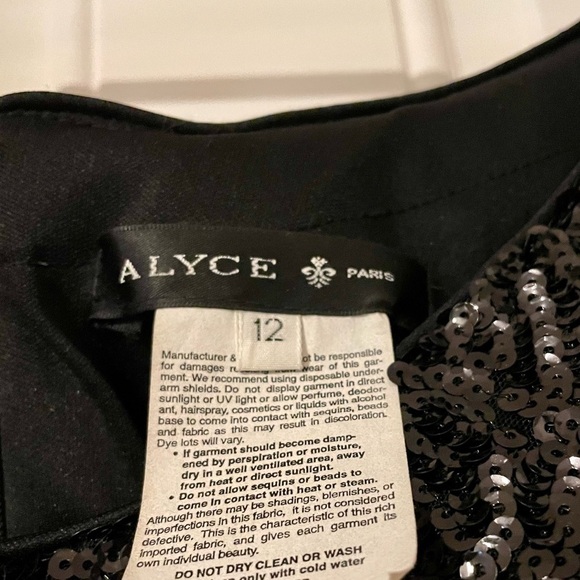 ALYCE PARIS
12
Manufacturer & ot be responsible
for damages r wear of this gar-
ment. We recommend using disposable under-
arm shields. Do not display garment in direct
sunlight or UV light or allow perfume, deodor-
ant, hairspray, cosmetics or liquids with alcohol
base to come into contact with sequins, beads
and fabric as this may result in discoloration.
Dye lots will vary.
• If garment should become damp-
ened by perspiration or moisture,
dry in a well ventilated area, away
from heat or direct sunlight.
• Do not allow sequins or beads to
come in contact with heat or steam.
Although there may be shadings, blemishes, or
imperfections in this fabric, it is not considered
defective. This is the characteristic of this rich
imported fabric, and gives each garment its
own individual beauty.
DO NOT DRY CLEAN OR WASH
only with cold water